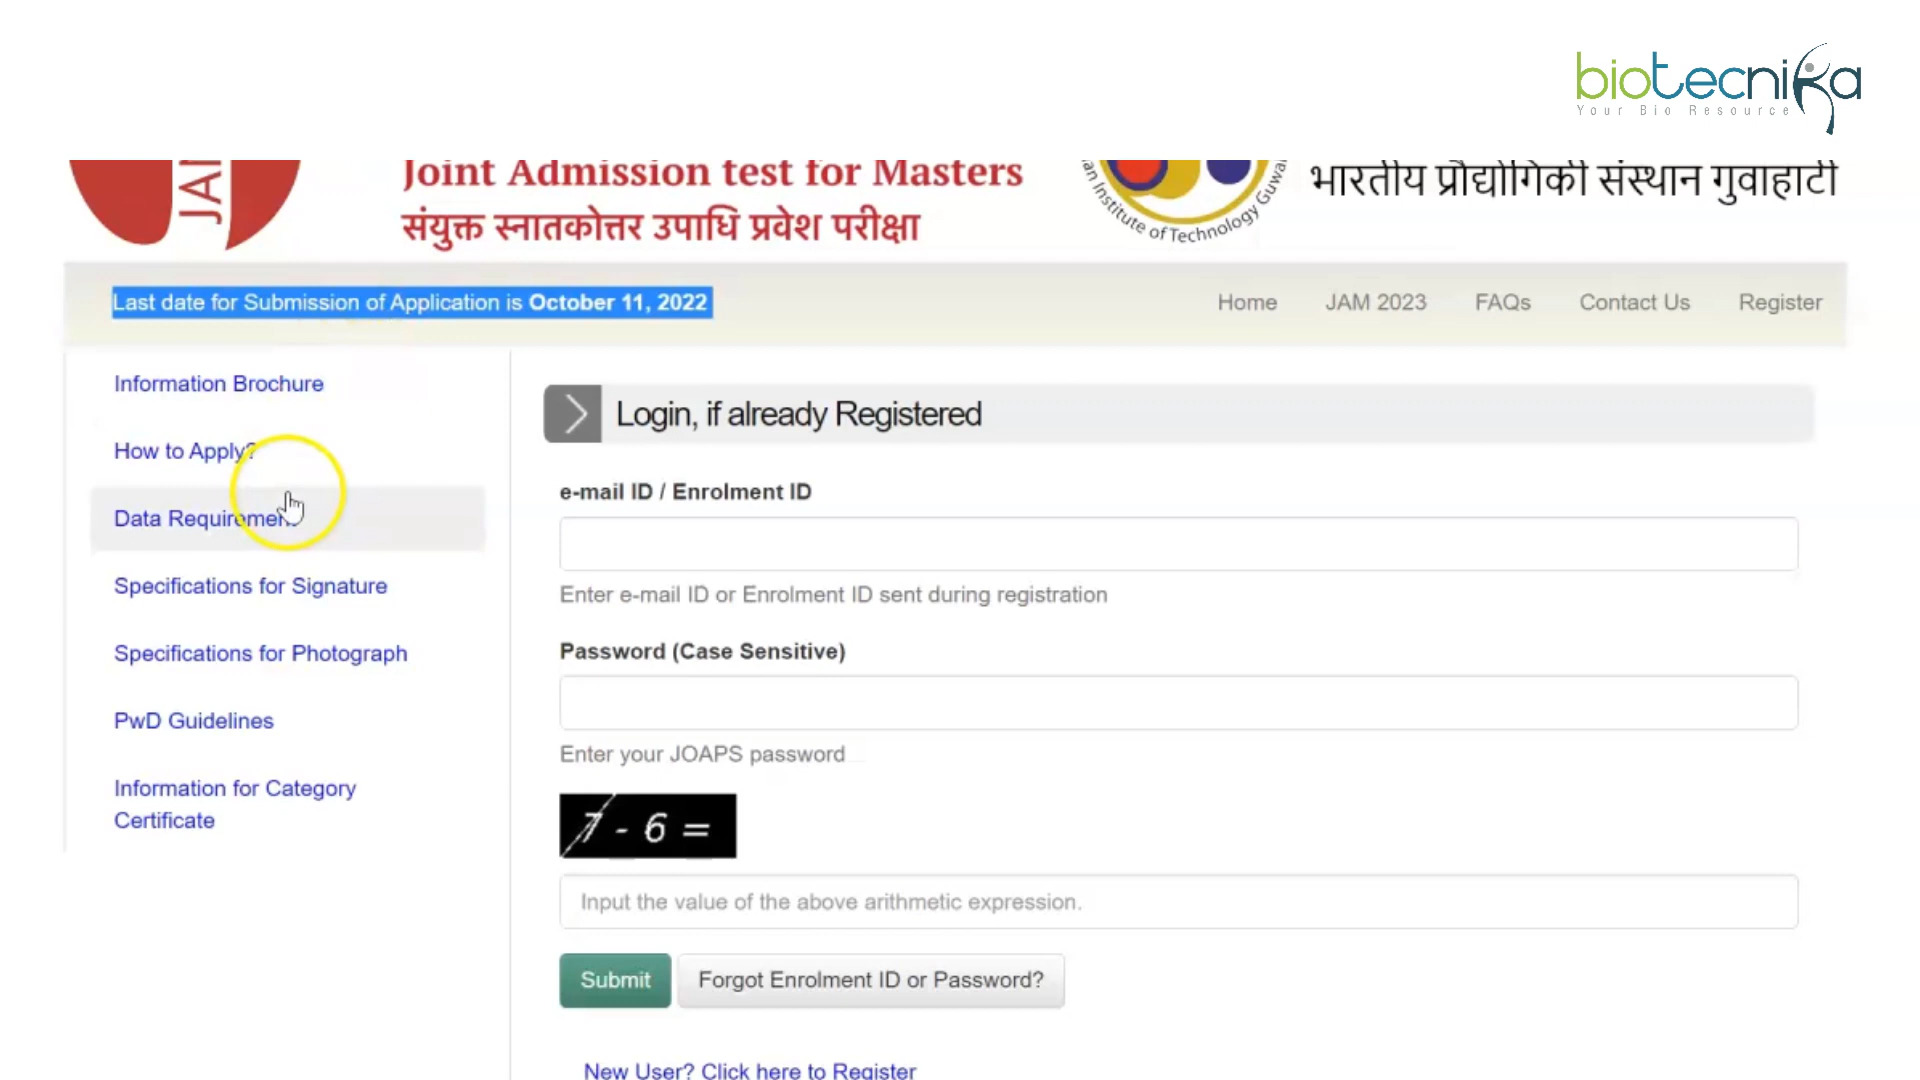 biotecnika
Your Bio Resource
JA
Joint Admission test for Masters
संयुक्त स्नातकोत्तर उपाधि प्रवेश परीक्षा
an Institute of Technology Guwa
भारतीय प्रौद्योगिकी संस्थान गुवाहाटी
Last date for Submission of Application is October 11, 2022
Home JAM 2023 FAQs Contact Us Register
Information Brochure
How to Apply?
Data Requirement
Specifications for Signature
Specifications for Photograph
PwD Guidelines
Information for Category
Certificate
Login, if already Registered
e-mail ID / Enrolment ID
Enter e-mail ID or Enrolment ID sent during registration
Password (Case Sensitive)
Enter your JOAPS password
7 - 6 =
Input the value of the above arithmetic expression.
Submit Forgot Enrolment ID or Password?
New User? Click here to Register